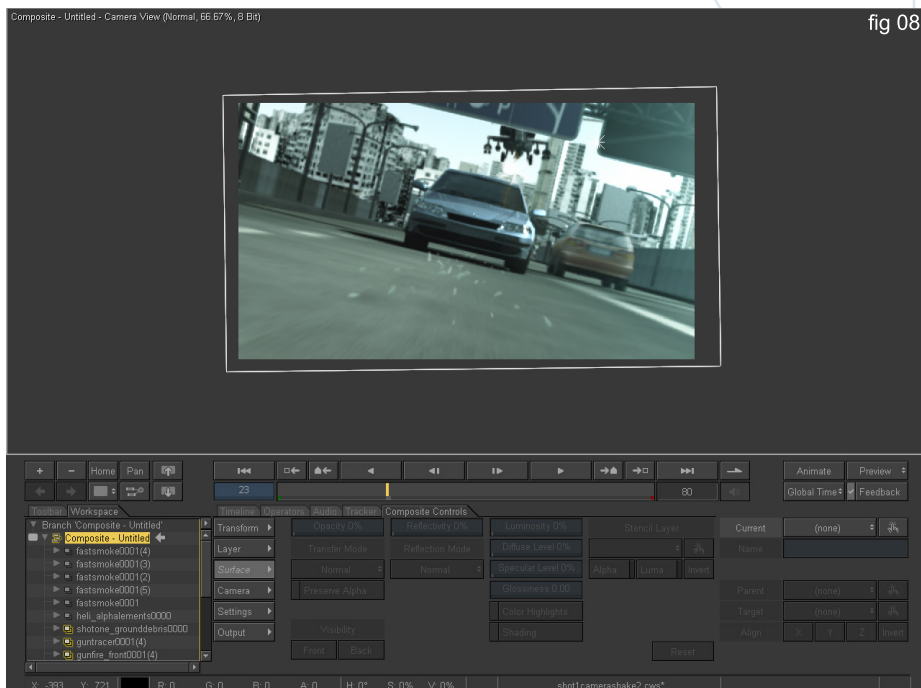 Composite - Untitled - Camera View (Normal, 66.67%, 8 Bit)
fig 08
+ - Home Pan
Animate Preview
23 80 Global Time Feedback
Toolbar Workspace Timeline Operators Audio Tracker Composite Controls
Branch 'Composite - Untitled'
Composite - Untitled
fastsmoke0001(4)
fastsmoke0001(3)
fastsmoke0001(2)
fastsmoke0001(5)
fastsmoke0001
heli_alphalements0000
shotone_grounddebris0000
guntracer0001(4)
gunfire_front0001(4)
Transform
Layer
Surface
Camera
Settings
Output
Opacity 0% Reflectivity 0% Luminosity 0% Stencil Layer
Transfer Mode Reflection Mode Diffuse Level 0%
Normal Normal Specular Level 0% Alpha Luma Invert
Preserve Alpha Glossiness 0.00
Color Highlights
Visibility Shading
Front Back Reset
Current (none)
Name
Parent (none)
Target (none)
Align X Y Z Invert
X: -393 Y: 721 R: 0 G: 0 B: 0 A: 0 H: 0° S: 0% V: 0% shot1camerashake2.cws*